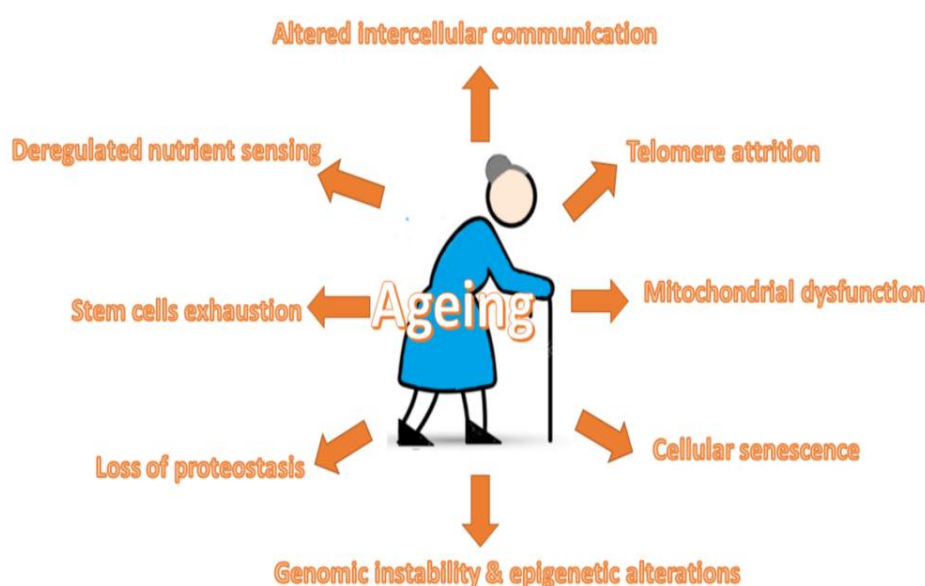 Altered intercellular communication
Deregulated nutrient sensing
Telomere attrition
Stem cells exhaustion
Ageing
Mitochondrial dysfunction
Loss of proteostasis
Cellular senescence
Genomic instability & epigenetic alterations